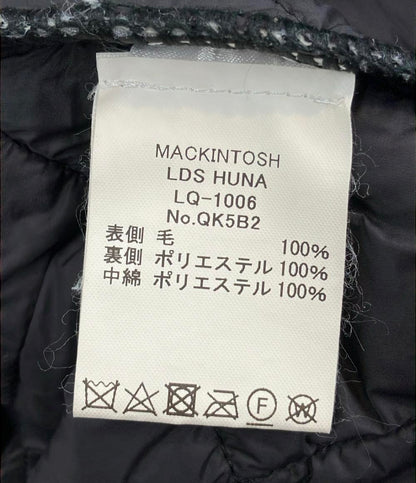 MACKINTOSH
LDS HUNA
LQ-1006
No.QK5B2
表側 毛 100%
裏側 ポリエステル 100%
中綿 ポリエステル 100%
F
W